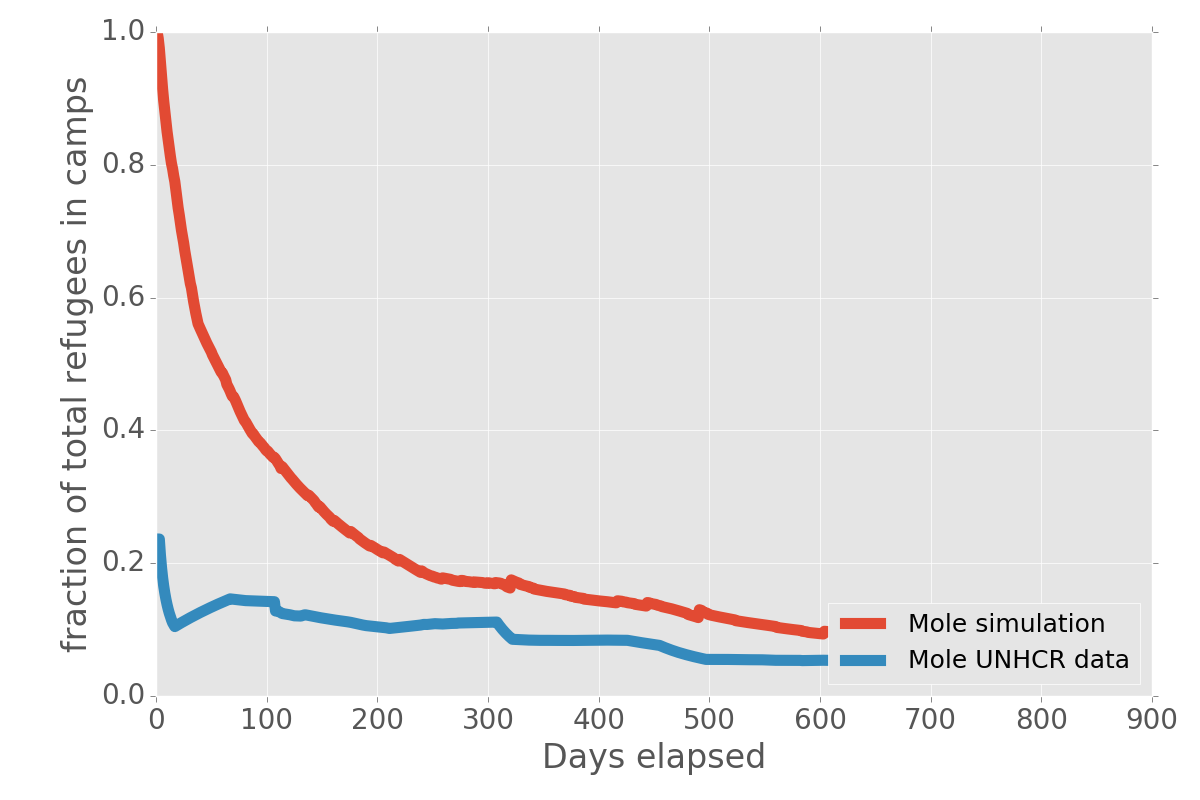 fraction of total refugees in camps
1.0
0.8
0.6
0.4
0.2
0.0
0 100 200 300 400 500 600 700 800 900
Days elapsed
Mole simulation
Mole UNHCR data